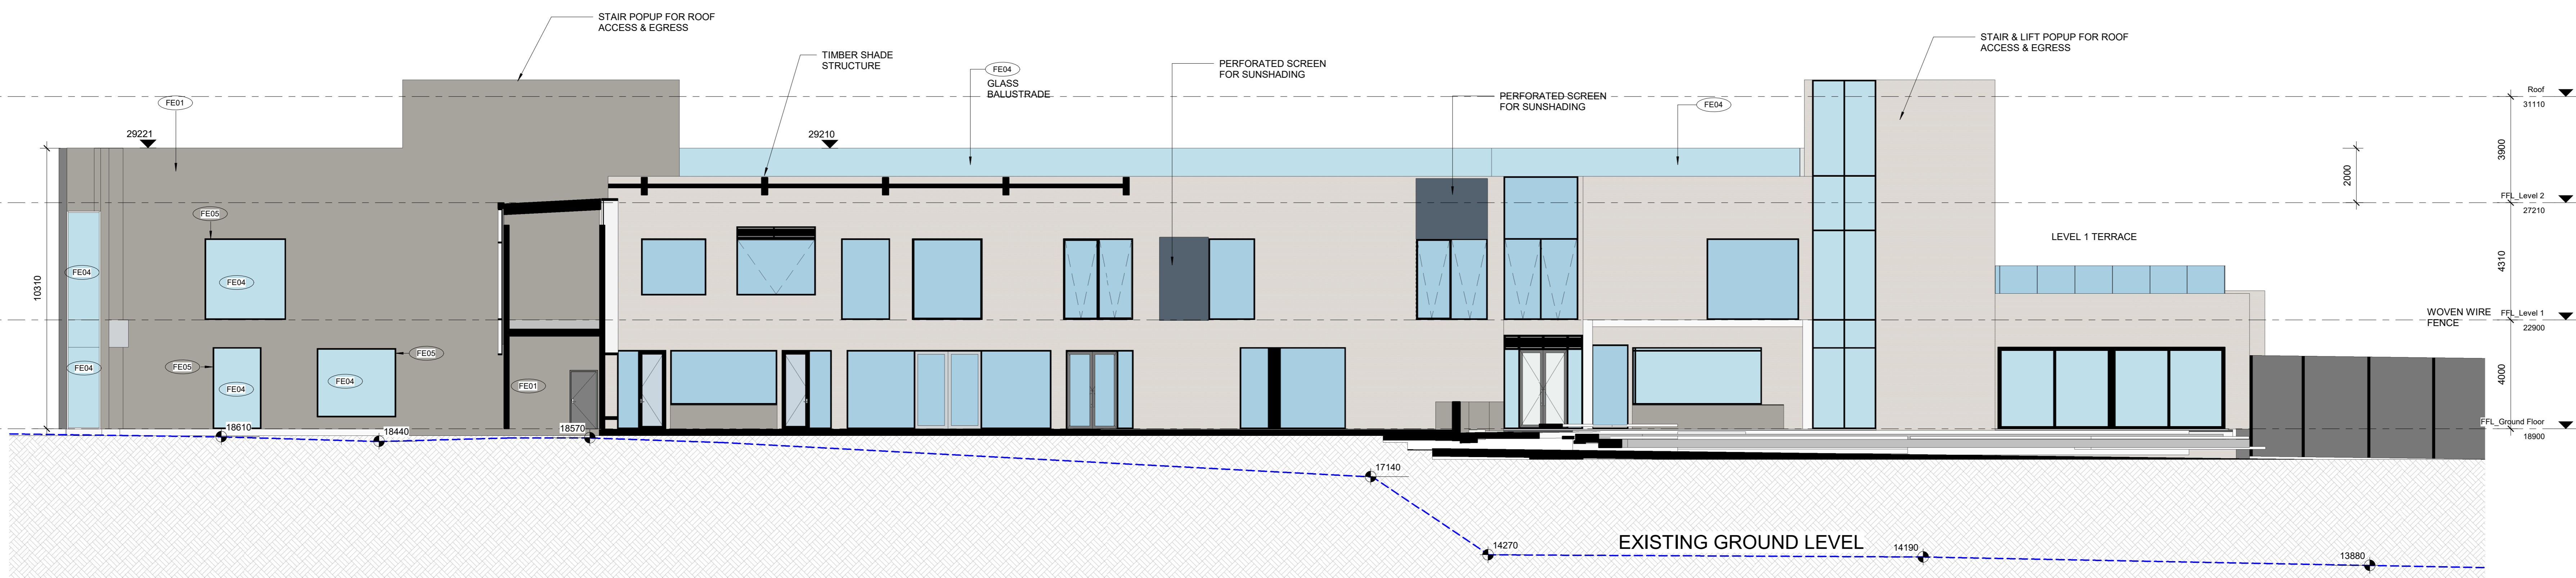 STAIR POPUP FOR ROOF
ACCESS & EGRESS
TIMBER SHADE
STRUCTURE
FE04
GLASS
BALUSTRADE
PERFORATED SCREEN
FOR SUNSHADING
PERFORATED SCREEN
FOR SUNSHADING
FE04
STAIR & LIFT POPUP FOR ROOF
ACCESS & EGRESS
FE01
29221
29210
Roof
31110
3900
2000
FFL_Level 2
27210
FE05
FE04
FE04
LEVEL 1 TERRACE
4310
10310
WOVEN WIRE
FENCE
FFL_Level 1
22900
FE05
FE05
FE04
FE04
FE04
FE01
4000
FFL_Ground Floor
18900
18610
18440
18570
17140
14270
EXISTING GROUND LEVEL
14190
13880